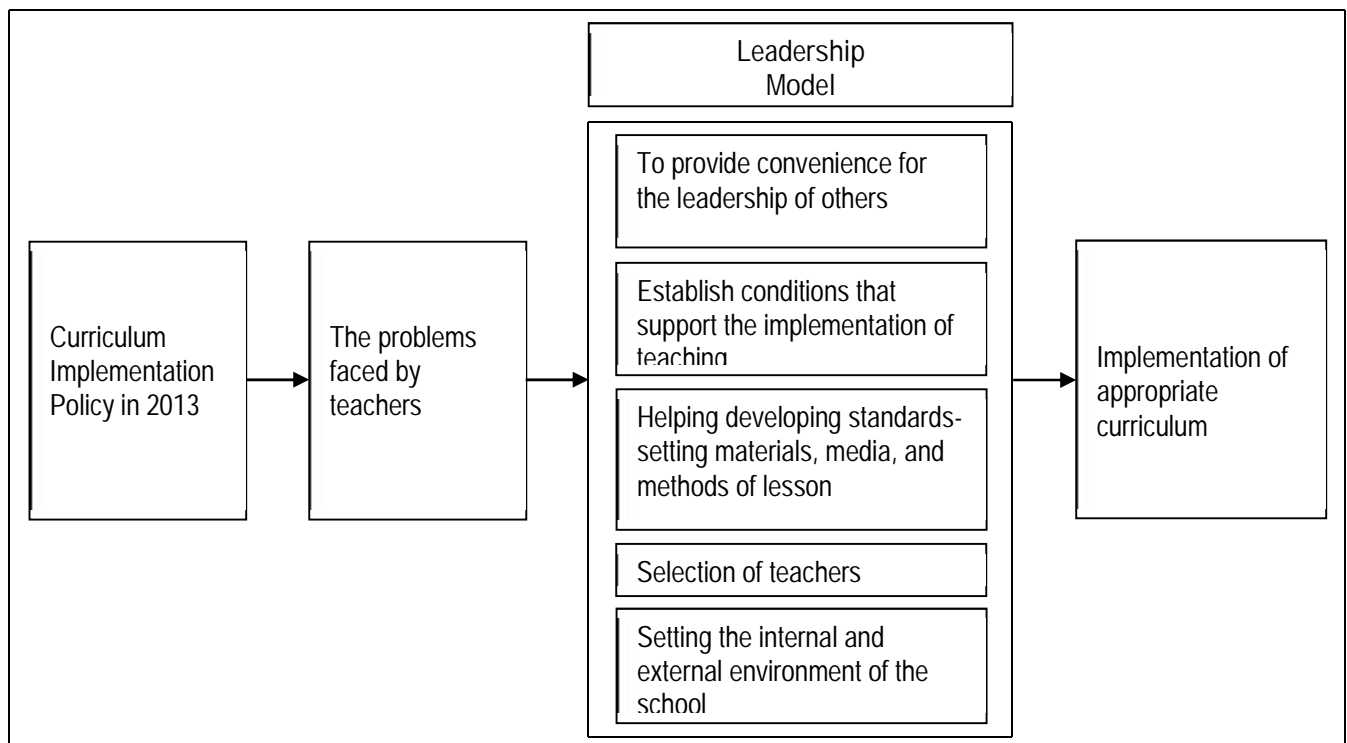 Leadership
Model
To provide convenience for
the leadership of others
Establish conditions that
support the implementation of
teaching
Helping developing standards-
setting materials, media, and
methods of lesson
Selection of teachers
Setting the internal and
external environment of the
school
Curriculum
Implementation
Policy in 2013
The problems
faced by
teachers
Implementation of
appropriate
curriculum